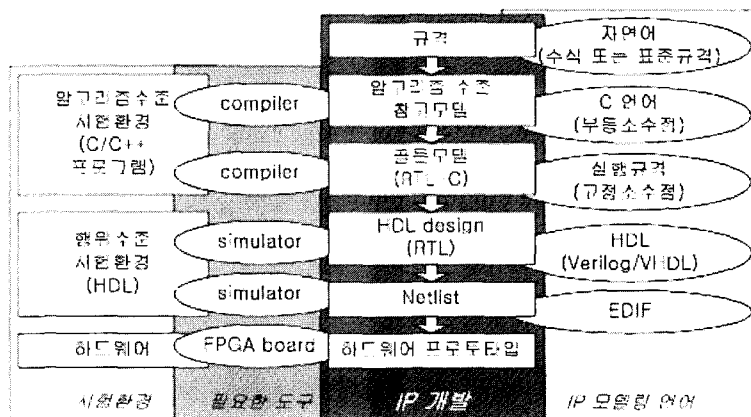 규격
자연어
(수식 또는 표준규격)
알고리즘수준
시험환경
(C/C++
프로그램)
compiler
알고리즘 수준
참고모델
C 언어
(부동소수점)
compiler
골든모델
(RTL C)
실행규격
(고정소수점)
행위수준
시험환경
(HDL)
simulator
HDL design
(RTL)
HDL
(Verilog/VHDL)
simulator
Netlist
EDIF
하드웨어
FPGA board
하드웨어 프로토타입
시험환경
필요한 도구
IP 개발
IP 모델링 언어